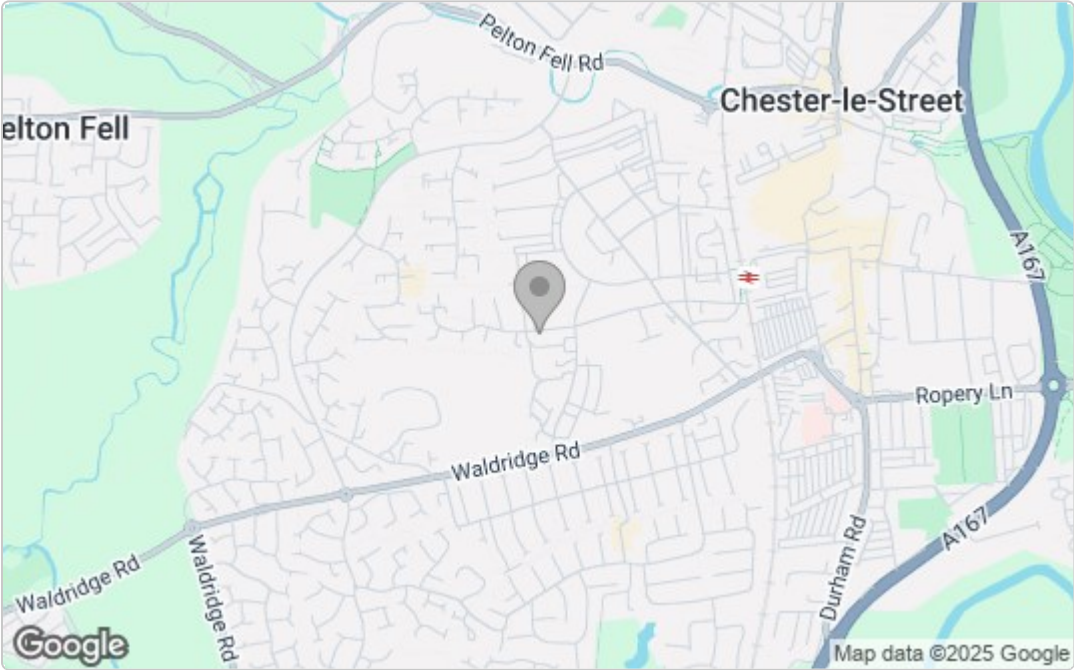 Pelton Fell Rd
Chester-le-Street
elton Fell
A167
Ropery Ln
Waldridge Rd
A167
Durham Rd
Waldridge Rd
Waldridge Rd
Google
Map data ©2025 Google